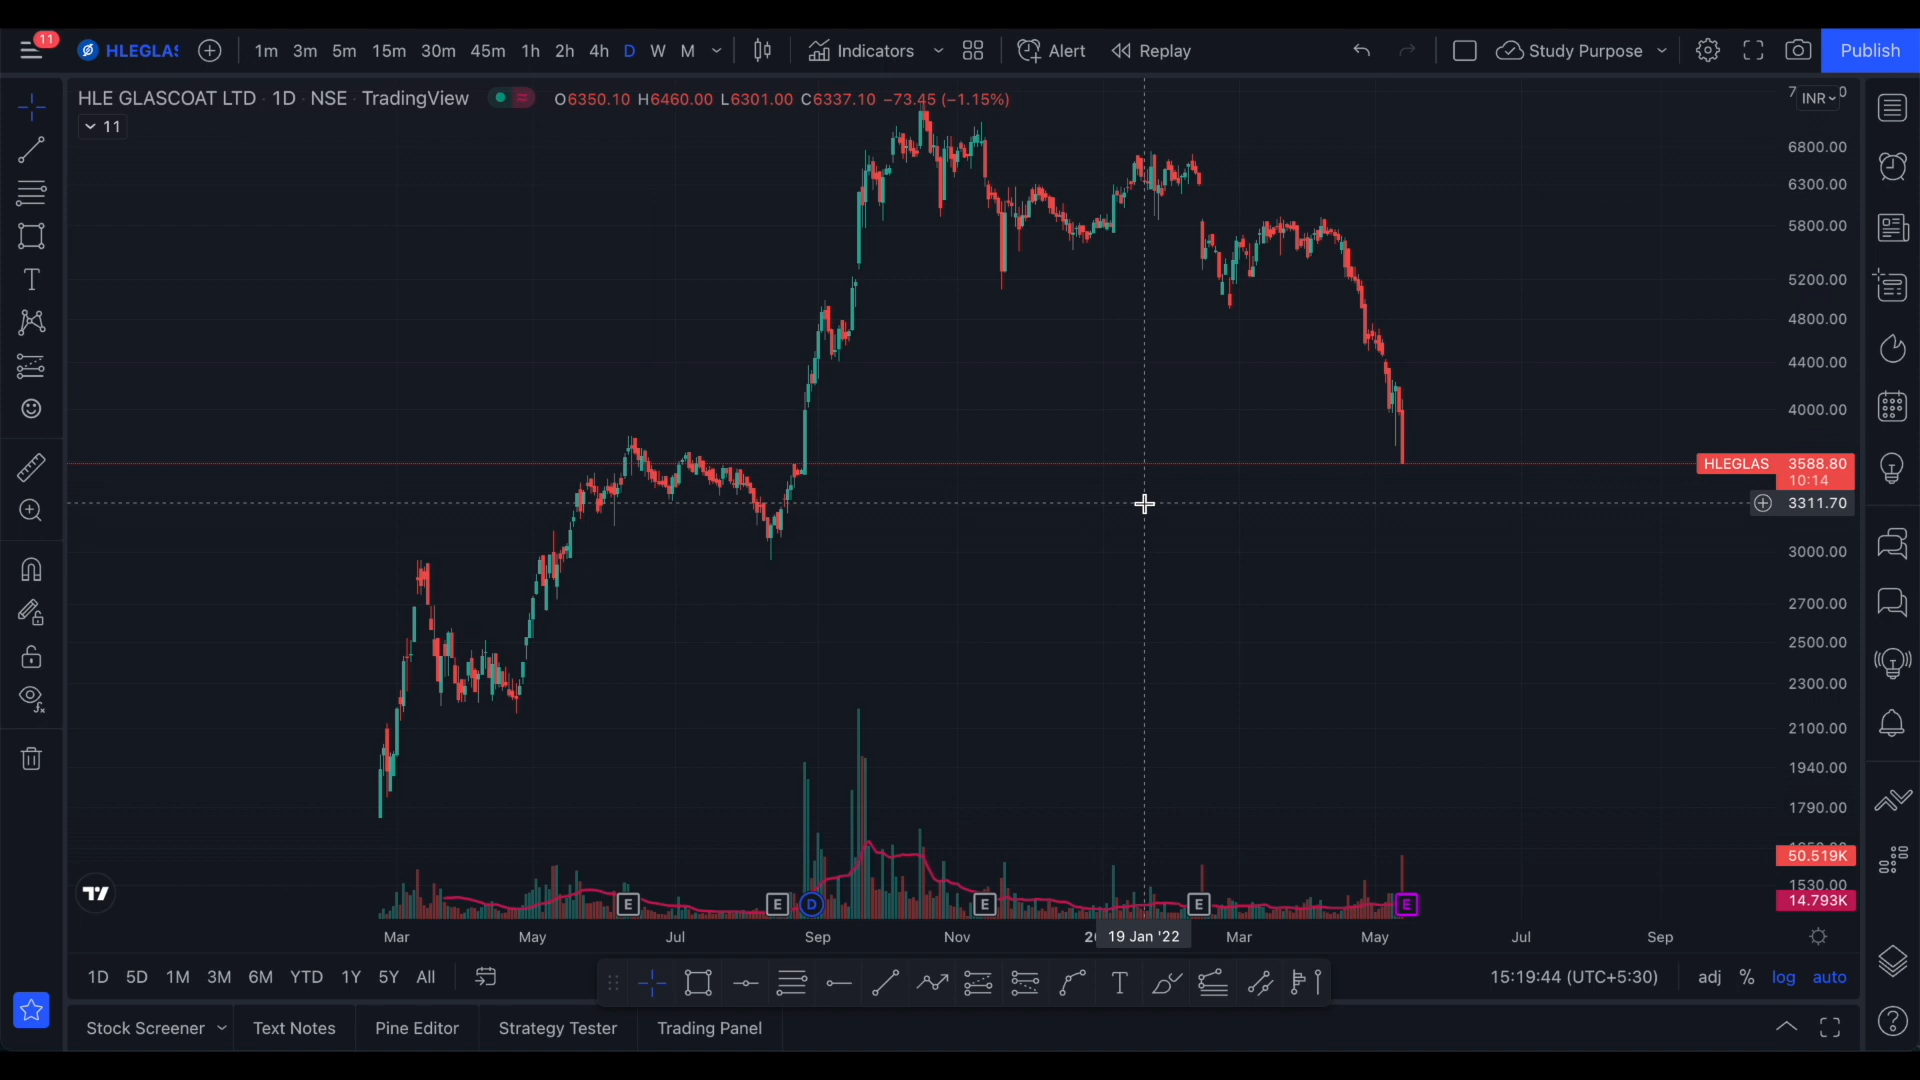 11
HLEGLAS
1m 3m 5m 15m 30m 45m 1h 2h 4h D W M
Indicators
Alert
Replay
Study Purpose
Publish
HLE GLASCOAT LTD · 1D · NSE · TradingView
O6350.10 H6460.00 L6301.00 C6337.10 −73.45 (−1.15%)
11
INR
6800.00
6300.00
5800.00
5200.00
4800.00
4400.00
4000.00
HLEGLAS 3588.80
10:14
3311.70
3000.00
2700.00
2500.00
2300.00
2100.00
1940.00
1790.00
50.519K
1530.00
14.793K
E E D E E E
Mar May Jul Sep Nov 19 Jan '22 Mar May Jul Sep
1D 5D 1M 3M 6M YTD 1Y 5Y All
15:19:44 (UTC+5:30)
adj % log auto
Stock Screener Text Notes Pine Editor Strategy Tester Trading Panel